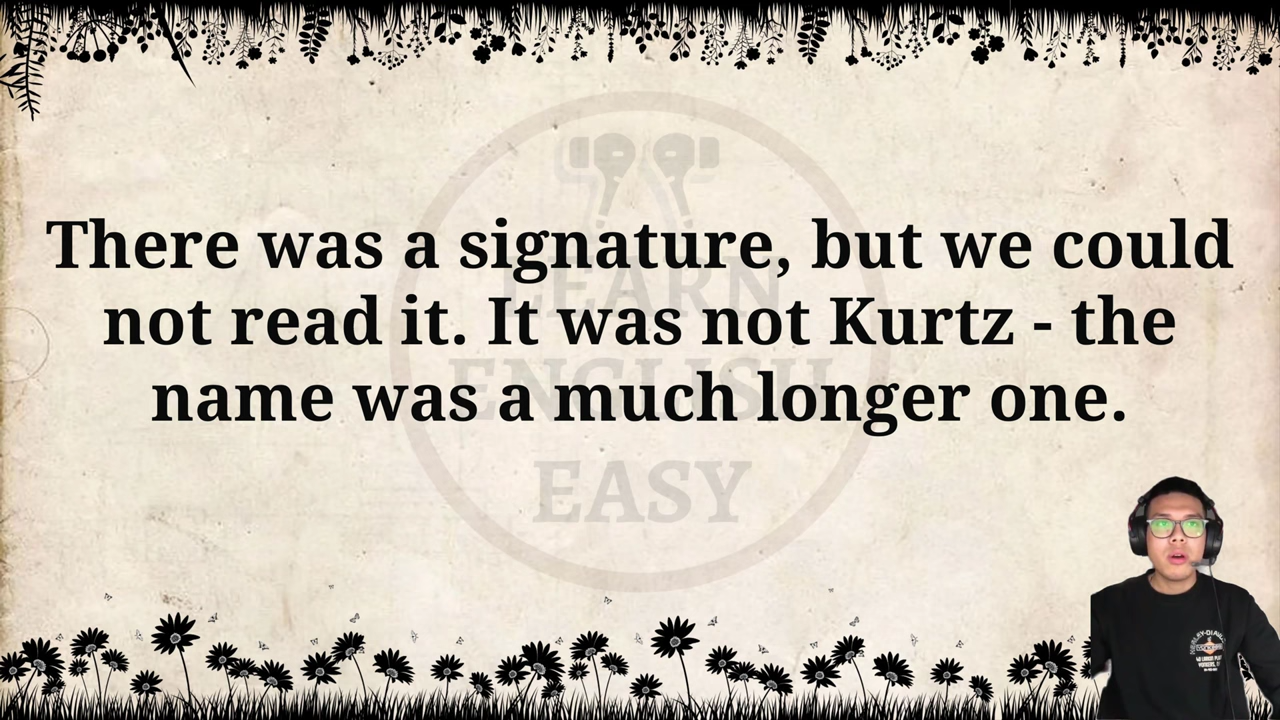 There was a signature, but we could
not read it. It was not Kurtz - the
name was a much longer one.
LEARN
ENGLISH
EASY